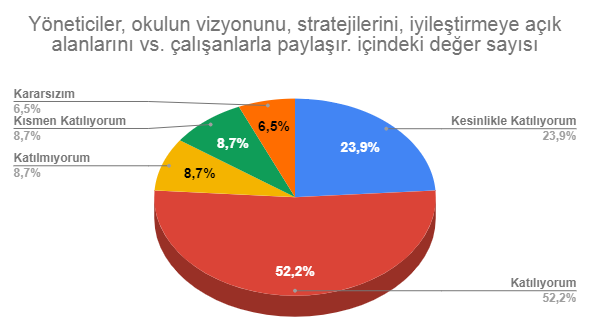 Yöneticiler, okulun vizyonunu, stratejilerini, iyileştirmeye açık
alanlarını vs. çalışanlarla paylaşır. içindeki değer sayısı
Kararsızım
6,5%
Kısmen Katılıyorum
8,7%
Katılmıyorum
8,7%
Kesinlikle Katılıyorum
23,9%
Katılıyorum
52,2%
6,5%
8,7%
8,7%
23,9%
52,2%